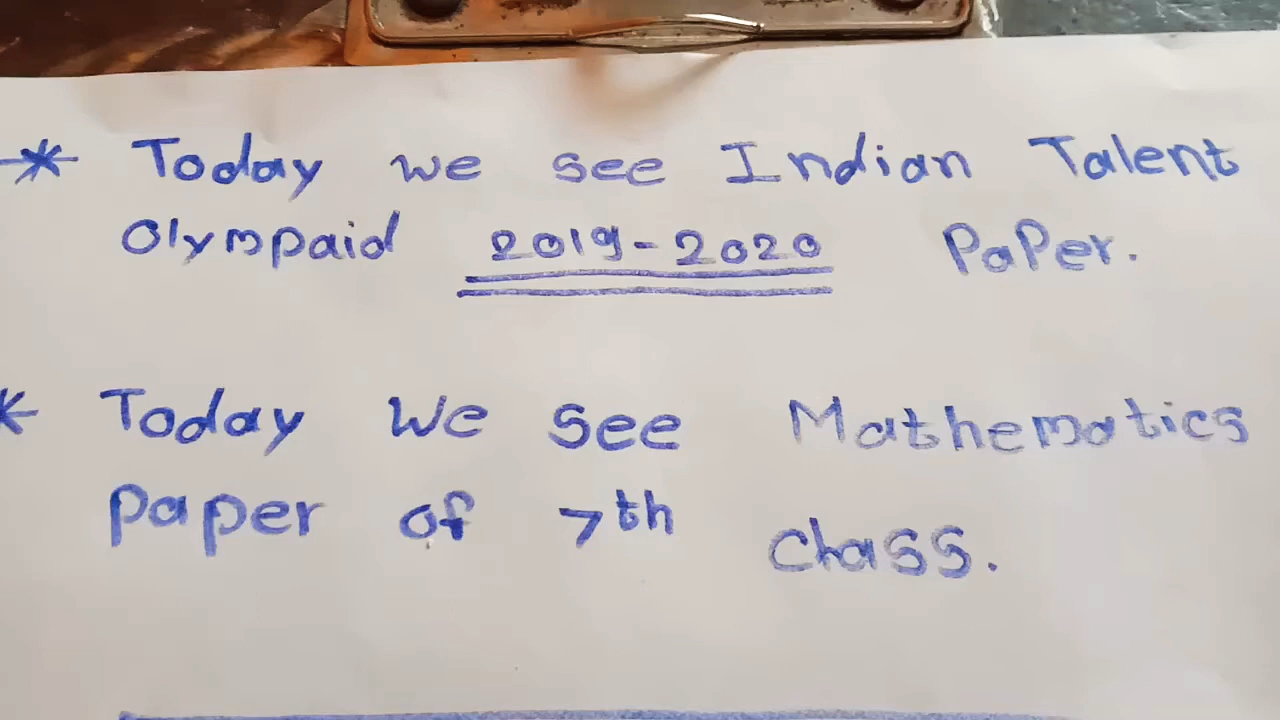 * Today we see Indian Talent
Olympaid 2019-2020 Paper.
* Today We see Mathematics
paper of 7th class.